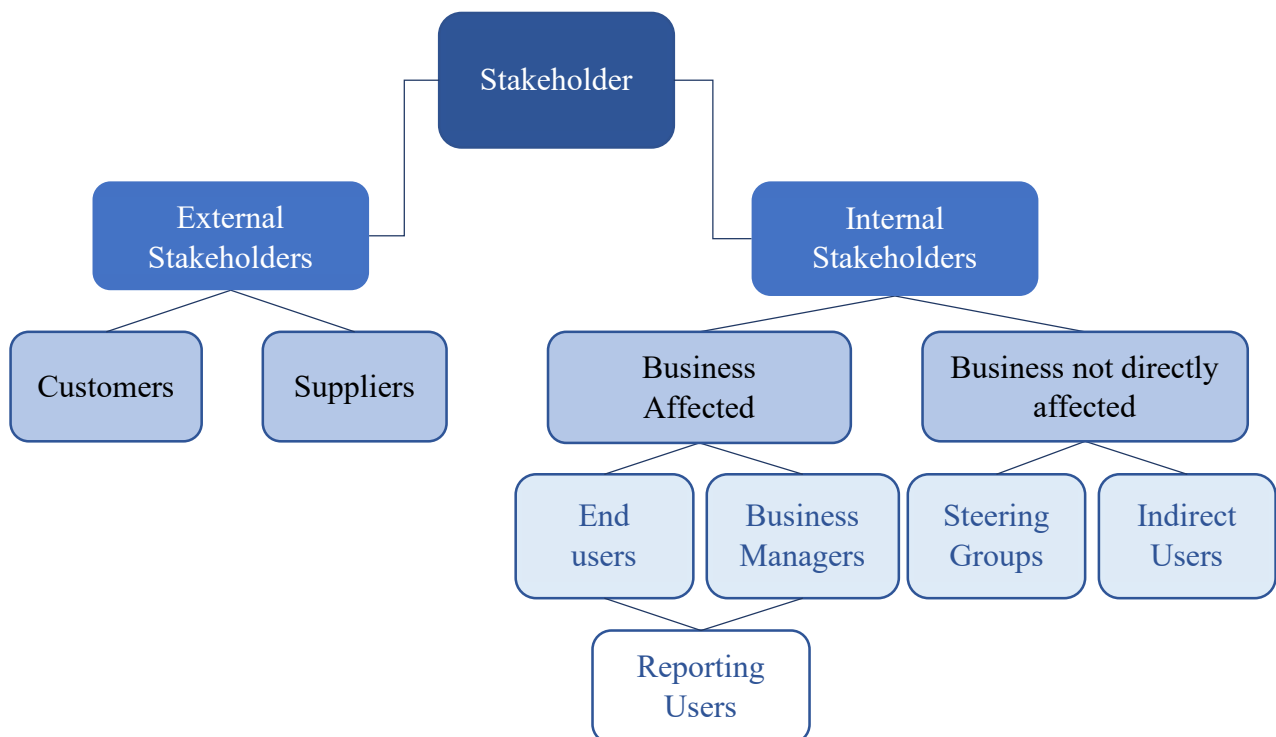 Stakeholder
External
Stakeholders
Internal
Stakeholders
Customers
Suppliers
Business
Affected
Business not directly
affected
End
users
Business
Managers
Steering
Groups
Indirect
Users
Reporting
Users